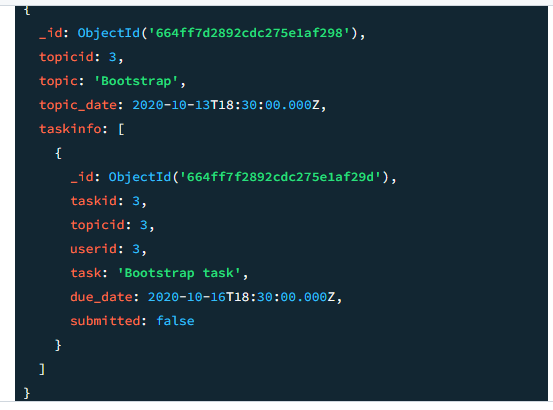 {
_id: ObjectId('664ff7d2892cdc275e1af298'),
topicid: 3,
topic: 'Bootstrap',
topic_date: 2020-10-13T18:30:00.000Z,
taskinfo: [
{
_id: ObjectId('664ff7f2892cdc275e1af29d'),
taskid: 3,
topicid: 3,
userid: 3,
task: 'Bootstrap task',
due_date: 2020-10-16T18:30:00.000Z,
submitted: false
}
]
}